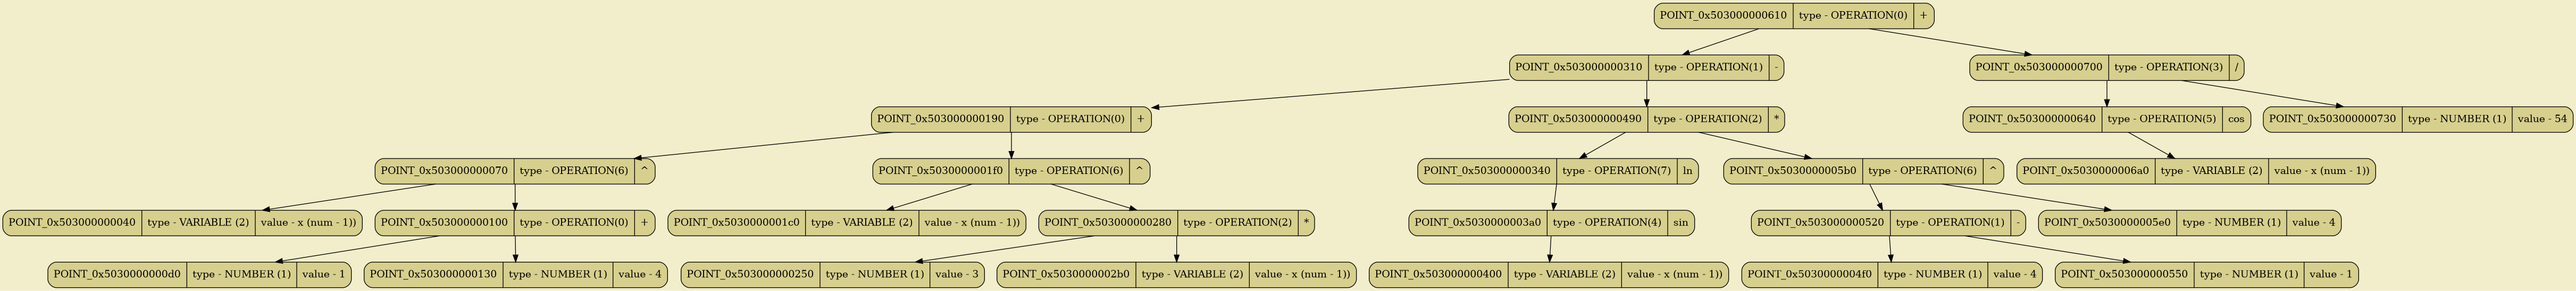 POINT_0x503000000610 type - OPERATION(0) +
POINT_0x503000000310 type - OPERATION(1) -
POINT_0x503000000700 type - OPERATION(3) /
POINT_0x503000000190 type - OPERATION(0) +
POINT_0x503000000490 type - OPERATION(2) *
POINT_0x503000000640 type - OPERATION(5) cos
POINT_0x503000000730 type - NUMBER (1) value - 54
POINT_0x503000000070 type - OPERATION(6) ^
POINT_0x5030000001f0 type - OPERATION(6) ^
POINT_0x503000000340 type - OPERATION(7) ln
POINT_0x5030000005b0 type - OPERATION(6) ^
POINT_0x5030000006a0 type - VARIABLE (2) value - x (num - 1))
POINT_0x503000000040 type - VARIABLE (2) value - x (num - 1))
POINT_0x503000000100 type - OPERATION(0) +
POINT_0x5030000001c0 type - VARIABLE (2) value - x (num - 1))
POINT_0x503000000280 type - OPERATION(2) *
POINT_0x5030000003a0 type - OPERATION(4) sin
POINT_0x503000000520 type - OPERATION(1) -
POINT_0x5030000005e0 type - NUMBER (1) value - 4
POINT_0x5030000000d0 type - NUMBER (1) value - 1
POINT_0x503000000130 type - NUMBER (1) value - 4
POINT_0x503000000250 type - NUMBER (1) value - 3
POINT_0x5030000002b0 type - VARIABLE (2) value - x (num - 1))
POINT_0x503000000400 type - VARIABLE (2) value - x (num - 1))
POINT_0x5030000004f0 type - NUMBER (1) value - 4
POINT_0x503000000550 type - NUMBER (1) value - 1